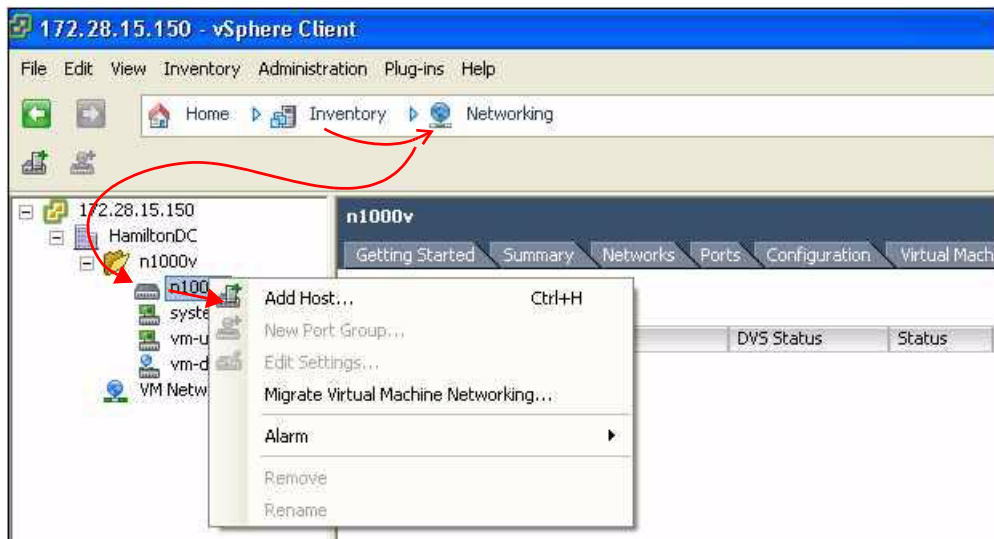 172.28.15.150 - vSphere Client
File Edit View Inventory Administration Plug-ins Help
Home Inventory Networking
172.28.15.150
HamiltonDC
n1000v
n100
syste
vm-u
vm-d
VM Netw
n1000v
Getting Started Summary Networks Ports Configuration Virtual Mach
DVS Status Status
Add Host... Ctrl+H
New Port Group...
Edit Settings...
Migrate Virtual Machine Networking...
Alarm
Remove
Rename